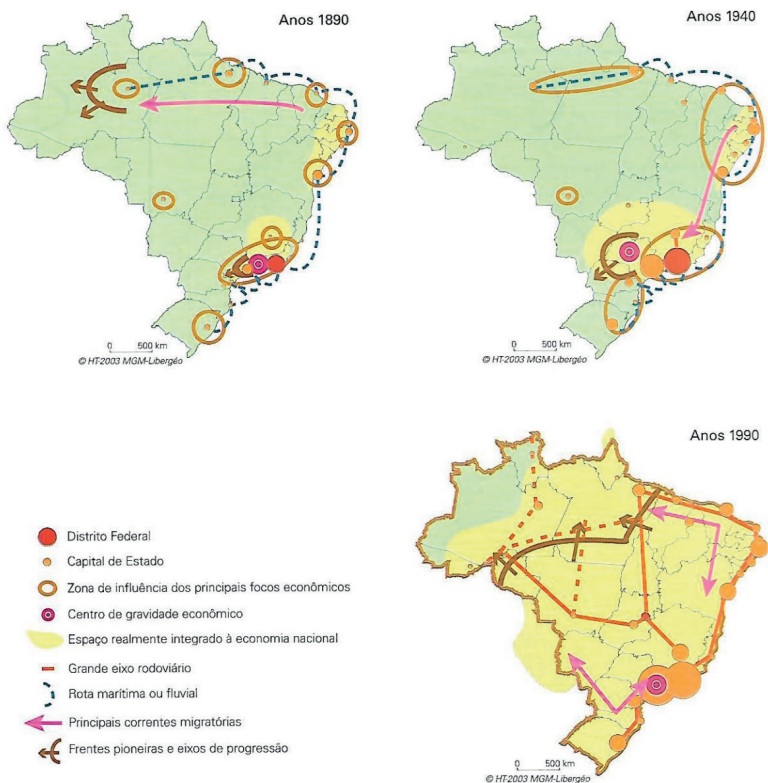 Anos 1890
0 500 km
© HT-2003 MGM-Libergéo
Anos 1940
0 500 km
© HT-2003 MGM-Libergéo
Anos 1990
0 500 km
© HT-2003 MGM-Libergéo
Distrito Federal
Capital de Estado
Zona de influência dos principais focos econômicos
Centro de gravidade econômico
Espaço realmente integrado à economia nacional
Grande eixo rodoviário
Rota marítima ou fluvial
Principais correntes migratórias
Frentes pioneiras e eixos de progressão